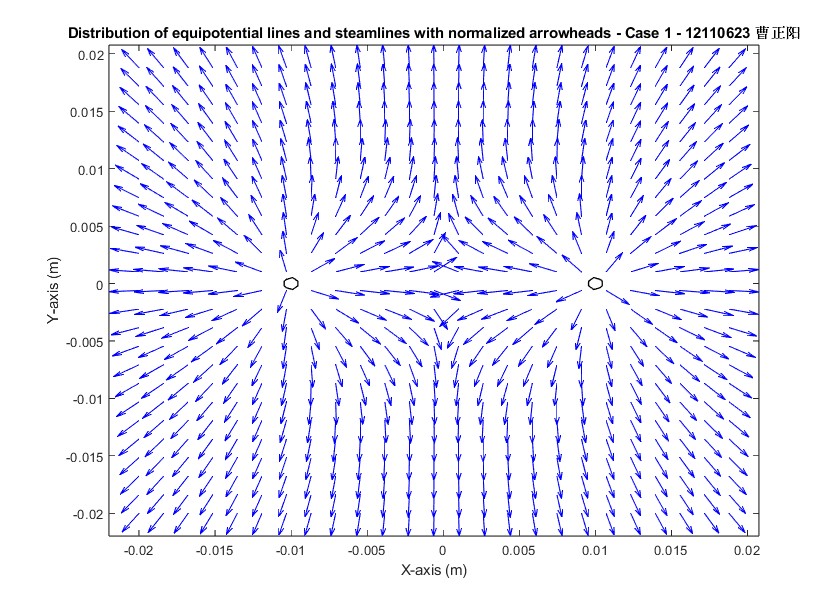 Distribution of equipotential lines and steamlines with normalized arrowheads - Case 1 - 12110623 曹正阳
0.02
0.015
0.01
0.005
0
-0.005
-0.01
-0.015
-0.02
Y-axis (m)
-0.02 -0.015 -0.01 -0.005 0 0.005 0.01 0.015 0.02
X-axis (m)